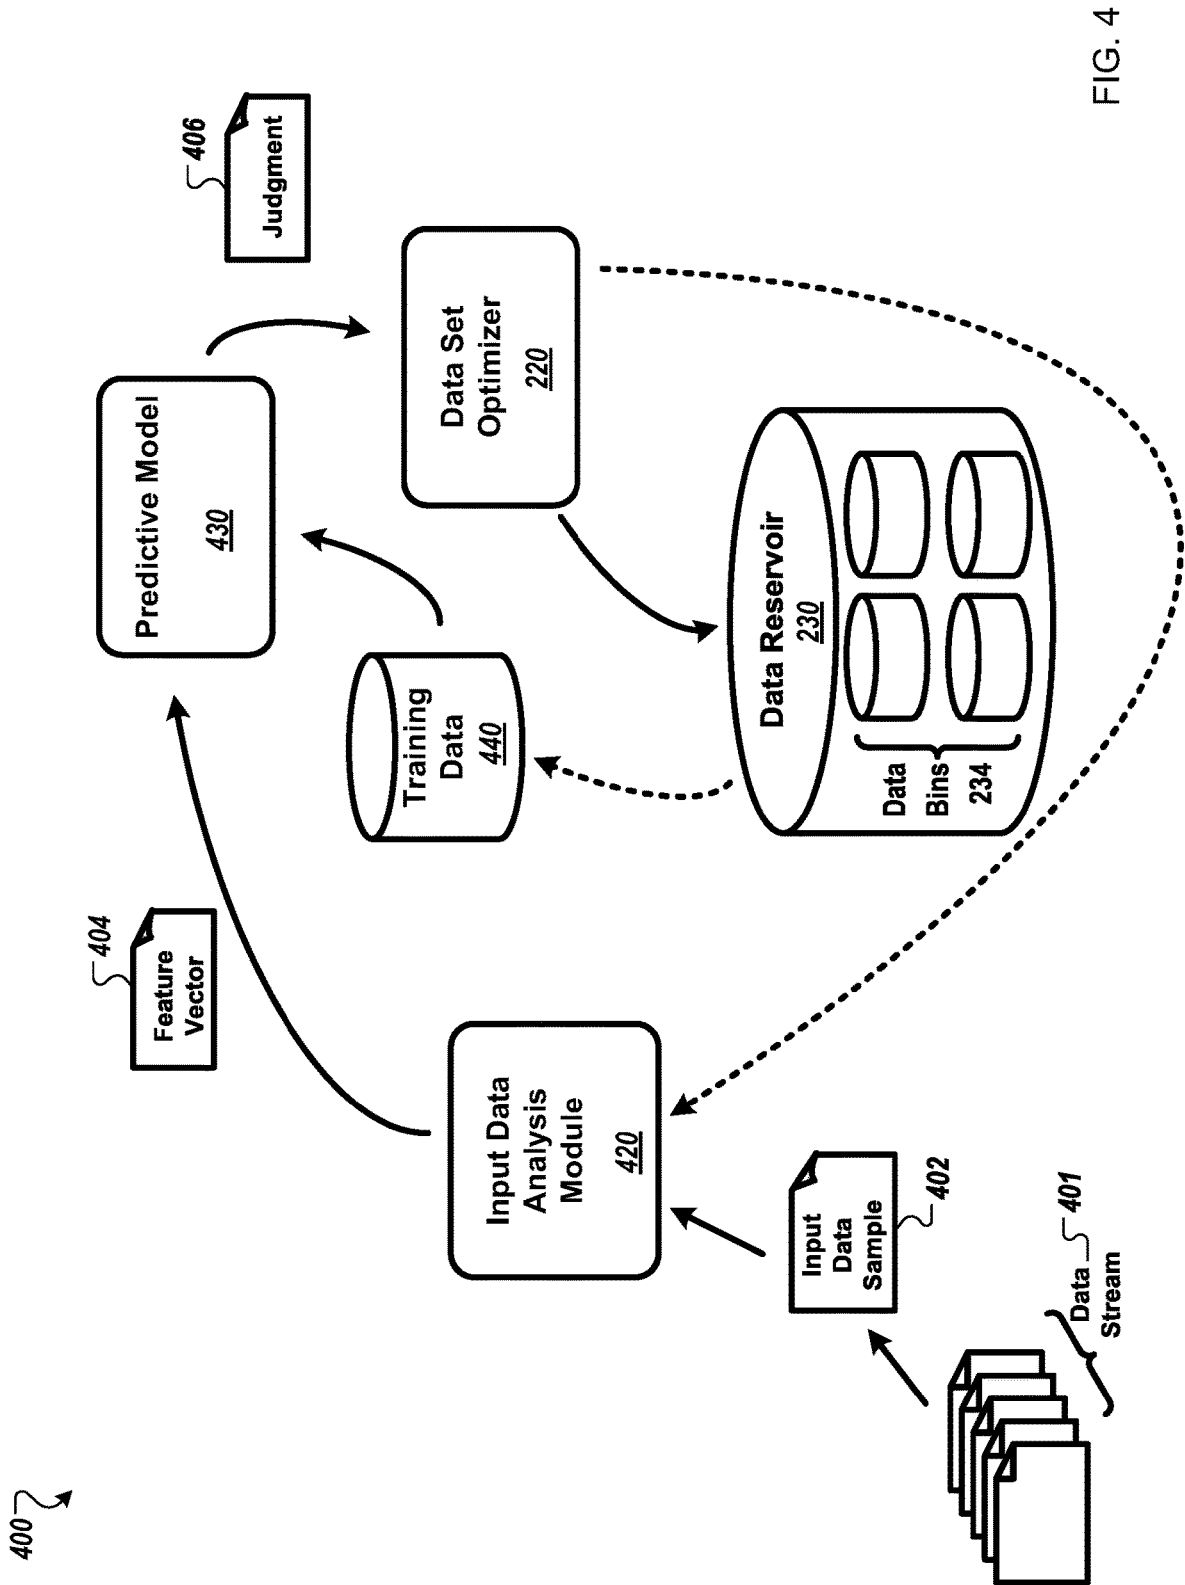 400
Data
Stream
401
Input
Data
Sample
402
Input Data
Analysis
Module
420
Feature
Vector
404
Predictive Model
430
Judgment
406
Training
Data
440
Data Set
Optimizer
220
Data Reservoir
230
Data
Bins
234
FIG. 4